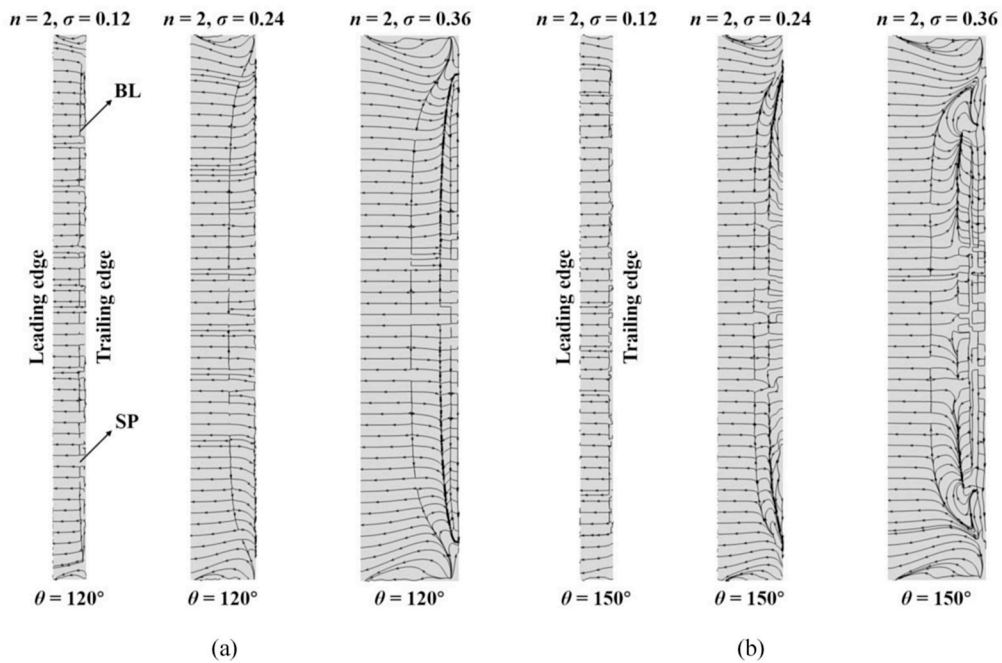 n = 2, σ = 0.12
n = 2, σ = 0.24
n = 2, σ = 0.36
n = 2, σ = 0.12
n = 2, σ = 0.24
n = 2, σ = 0.36
BL
Leading edge
Trailing edge
SP
Leading edge
Trailing edge
θ = 120°
θ = 120°
θ = 120°
θ = 150°
θ = 150°
θ = 150°
(a)
(b)